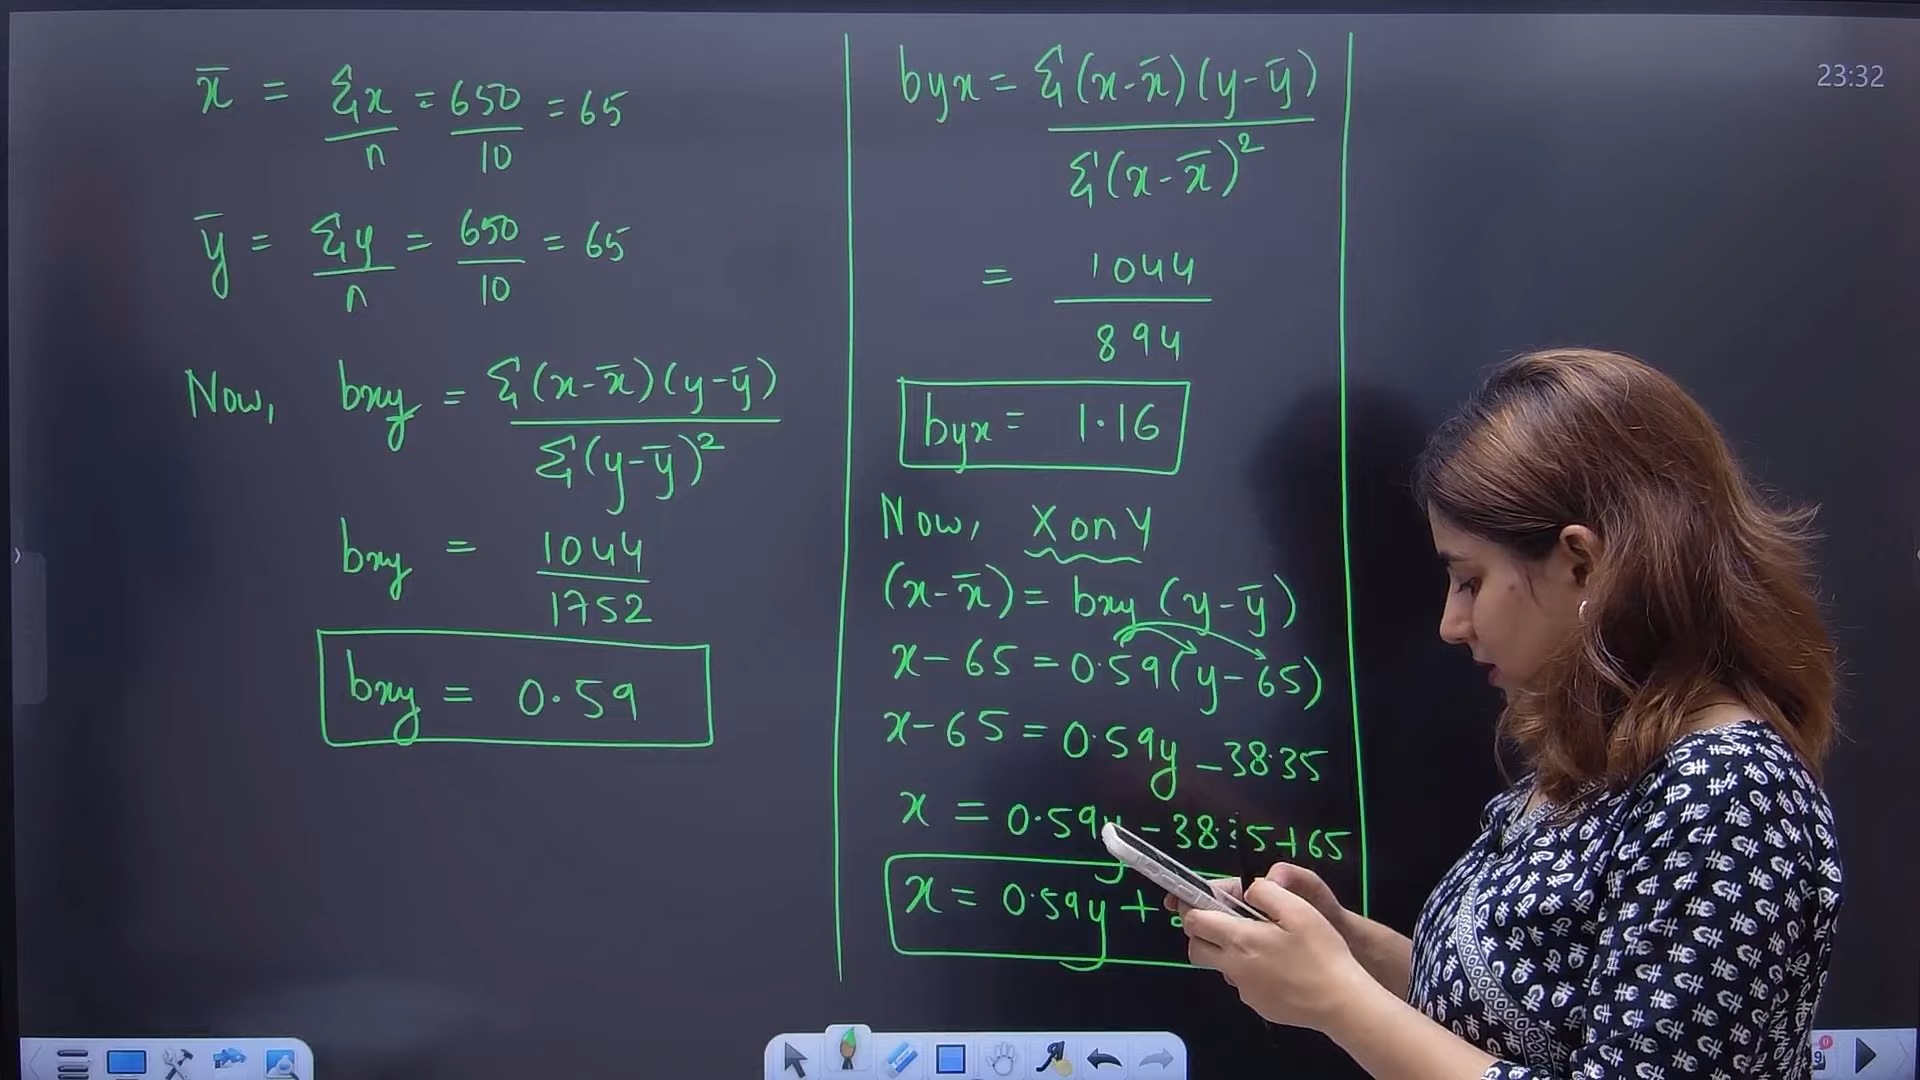 x̄ = Σx/n = 650/10 = 65
ȳ = Σy/n = 650/10 = 65
Now, bxy = Σ(x-x̄)(y-ȳ)/Σ(y-ȳ)²
bxy = 1044/1752
bxy = 0.59
byx = Σ(x-x̄)(y-ȳ)/Σ(x-x̄)²
= 1044/894
byx = 1.16
Now, X on Y
(x-x̄) = bxy (y-ȳ)
x-65 = 0.59(y-65)
x-65 = 0.59y -38.35
x = 0.59y -38.35+65
x = 0.59y +
23:32